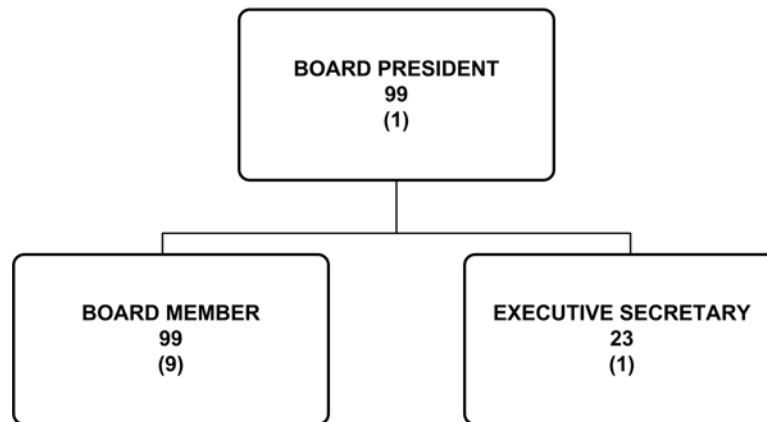 BOARD PRESIDENT
99
(1)
BOARD MEMBER
99
(9)
EXECUTIVE SECRETARY
23
(1)